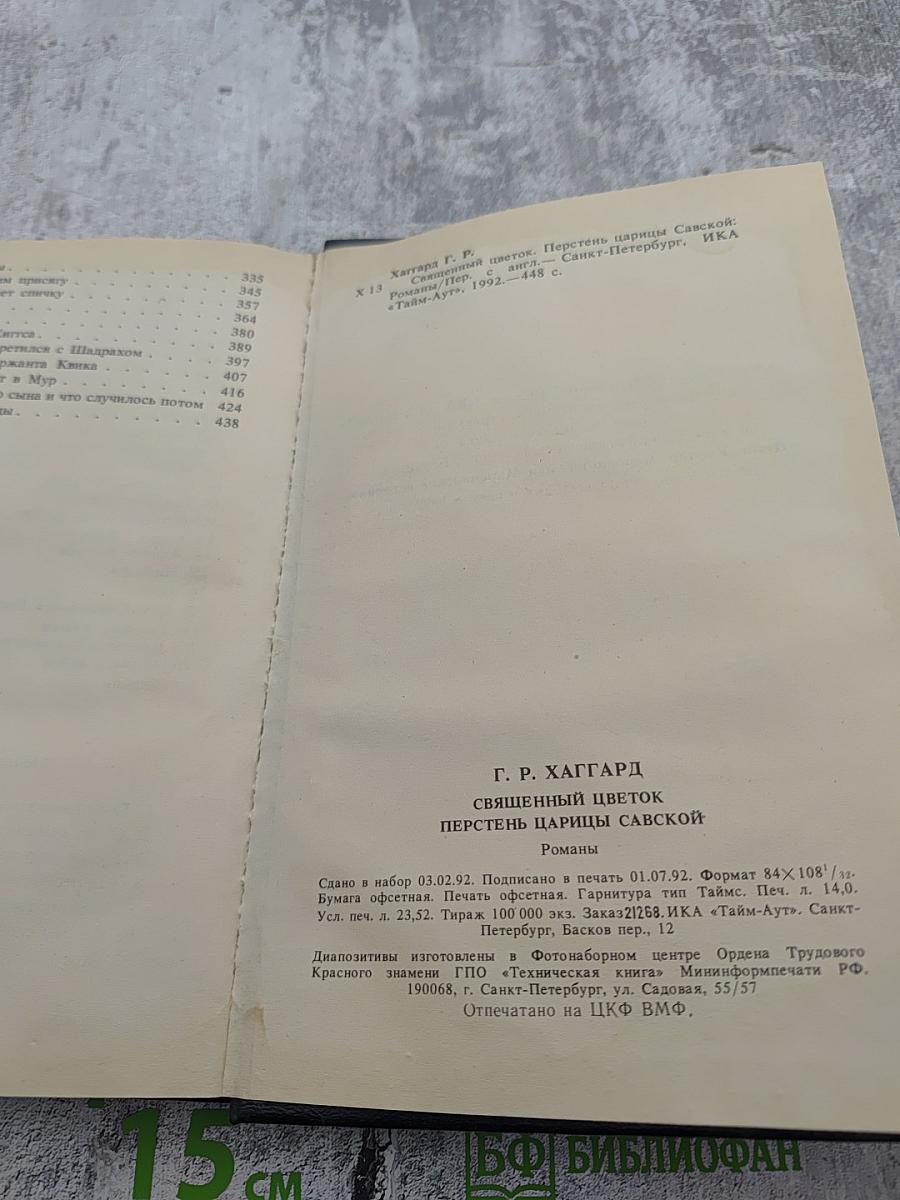 335
им присягу . . . . . . . . . . 345
ет спичку . . . . . . . . . . 357
364
380
389
ретился с Шадрахом . . . . 397
ржанта Квика . . . . . . . . 407
т в Мур . . . . . . . . . . 416
о сына и что случилось потом 424
438
Хаггард Г. Р.
Х 13 Священный цветок. Перстень царицы Савской:
Романы/Пер. с англ.— Санкт-Петербург, ИКА
«Тайм-Аут», 1992.—448 с.
Г. Р. ХАГГАРД
СВЯЩЕННЫЙ ЦВЕТОК
ПЕРСТЕНЬ ЦАРИЦЫ САВСКОЙ
Романы
Сдано в набор 03.02.92. Подписано в печать 01.07.92. Формат 84×108¹/₃₂.
Бумага офсетная. Печать офсетная. Гарнитура тип Таймс. Печ. л. 14,0.
Усл. печ. л. 23,52. Тираж 100 000 экз. Заказ 21268. ИКА «Тайм-Аут». Санкт-
Петербург, Басков пер., 12
Диапозитивы изготовлены в Фотонаборном центре Ордена Трудового
Красного знамени ГПО «Техническая книга» Мининформпечати РФ.
190068, г. Санкт-Петербург, ул. Садовая, 55/57
Отпечатано на ЦКФ ВМФ.
15 см
БФ БИБЛИОФАН